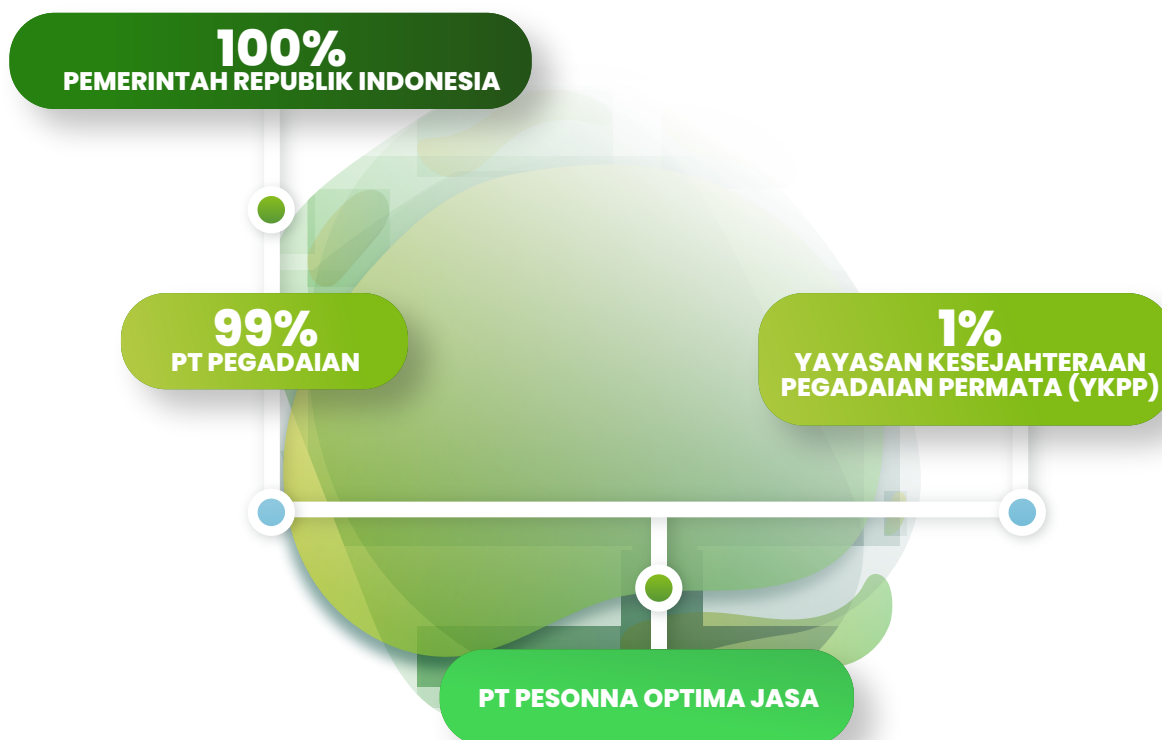 100%
PEMERINTAH REPUBLIK INDONESIA
99%
PT PEGADAIAN
1%
YAYASAN KESEJAHTERAAN
PEGADAIAN PERMATA (YKPP)
PT PESONNA OPTIMA JASA